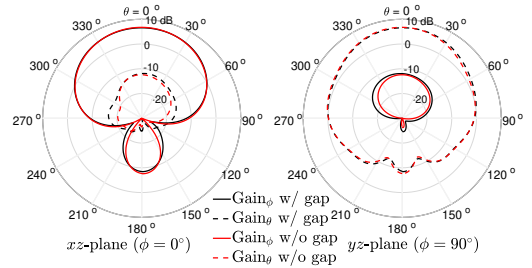 θ = 0°
10 dB
0
-10
-20
30°
60°
90°
120°
150°
180°
210°
240°
270°
300°
330°
xz-plane (ϕ = 0°)
θ = 0°
10 dB
0
-10
-20
30°
60°
90°
120°
150°
180°
210°
240°
270°
300°
330°
yz-plane (ϕ = 90°)
Gainϕ w/ gap
Gainθ w/ gap
Gainϕ w/o gap
Gainθ w/o gap